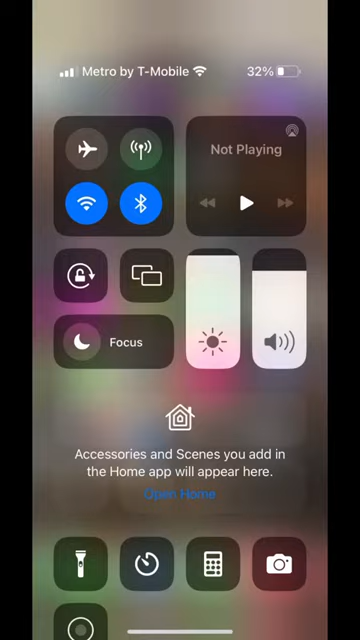 Metro by T-Mobile 32%
Not Playing
Focus
Accessories and Scenes you add in
the Home app will appear here.
Open Home